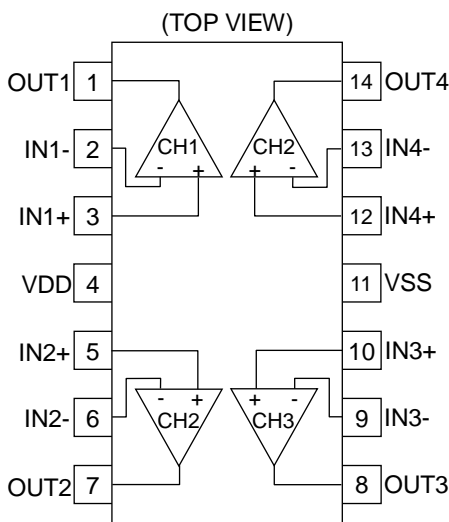 (TOP VIEW)
OUT1 1 14 OUT4
CH1 CH2
IN1- 2 13 IN4-
- + + -
IN1+ 3 12 IN4+
VDD 4 11 VSS
IN2+ 5 10 IN3+
- + + -
IN2- 6 9 IN3-
CH2 CH3
OUT2 7 8 OUT3